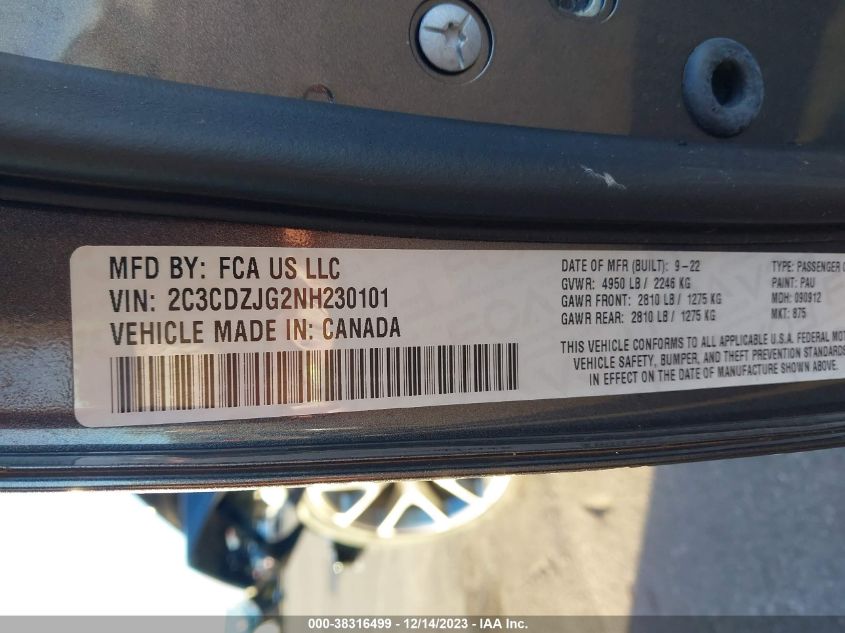 MFD BY: FCA US LLC
VIN: 2C3CDZJG2NH230101
VEHICLE MADE IN: CANADA
DATE OF MFR (BUILT): 9-22
GVWR: 4950 LB / 2246 KG
GAWR FRONT: 2810 LB / 1275 KG
GAWR REAR: 2810 LB / 1275 KG
TYPE: PASSENGER
PAINT: PAU
MDH: 090912
MKT: 875
THIS VEHICLE CONFORMS TO ALL APPLICABLE U.S.A. FEDERAL MOT
VEHICLE SAFETY, BUMPER, AND THEFT PREVENTION STANDARDS
IN EFFECT ON THE DATE OF MANUFACTURE SHOWN ABOVE.
000-38316499 - 12/14/2023 - IAA Inc.